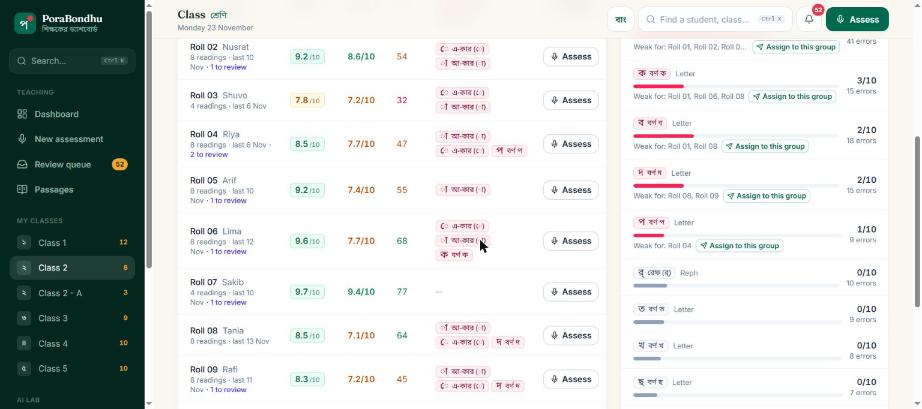 PoraBondhu
শিক্ষকের ড্যাশবোর্ড
Search... Ctrl K
TEACHING
Dashboard
New assessment
Review queue 52
Passages
MY CLASSES
১ Class 1 12
২ Class 2 8
২ Class 2 - A 3
৩ Class 3 9
৪ Class 4 10
৫ Class 5 10
AI LAB
Class শ্রেণি
Monday 23 November
বাং
Find a student, class... Ctrl K
52
Assess
Roll 02 Nusrat
8 readings · last 10
Nov · 1 to review
9.2 /10 8.6/10 54
এ-কার (ে)
আ-কার (া)
Assess
Roll 03 Shuvo
4 readings · last 6 Nov
7.8 /10 7.2/10 32
এ-কার (ে)
আ-কার (া)
Assess
Roll 04 Riya
8 readings · last 6 Nov ·
2 to review
8.5 /10 7.7/10 47
আ-কার (া)
এ-কার (ে) প বর্ণ প
Assess
Roll 05 Arif
8 readings · last 10
Nov · 1 to review
9.2 /10 7.4/10 55
আ-কার (া)
Assess
Roll 06 Lima
8 readings · last 12
Nov · 1 to review
9.6 /10 7.7/10 68
এ-কার (ে)
আ-কার (া)
ক বর্ণ ক
Assess
Roll 07 Sakib
4 readings · last 10
Nov · 1 to review
9.7 /10 9.4/10 77 —
Assess
Roll 08 Tania
8 readings · last 13 Nov
8.5 /10 7.1/10 64
আ-কার (া)
এ-কার (ে) দ বর্ণ দ
Assess
Roll 09 Rafi
8 readings · last 11
Nov · 1 to review
8.3 /10 7.2/10 45
আ-কার (া)
এ-কার (ে) দ বর্ণ দ
Assess
41 errors
Weak for: Roll 01, Roll 02, Roll 0... Assign to this group
ক বর্ণ ক Letter 3/10
15 errors
Weak for: Roll 01, Roll 06, Roll 08 Assign to this group
ব বর্ণ ব Letter 2/10
18 errors
Weak for: Roll 01, Roll 08 Assign to this group
দ বর্ণ দ Letter 2/10
15 errors
Weak for: Roll 08, Roll 09 Assign to this group
প বর্ণ প Letter 1/10
9 errors
Weak for: Roll 04 Assign to this group
র্ রেফ (র্) Reph 0/10
10 errors
ত বর্ণ ত Letter 0/10
9 errors
খ বর্ণ খ Letter 0/10
8 errors
ছ বর্ণ ছ Letter 0/10
7 errors